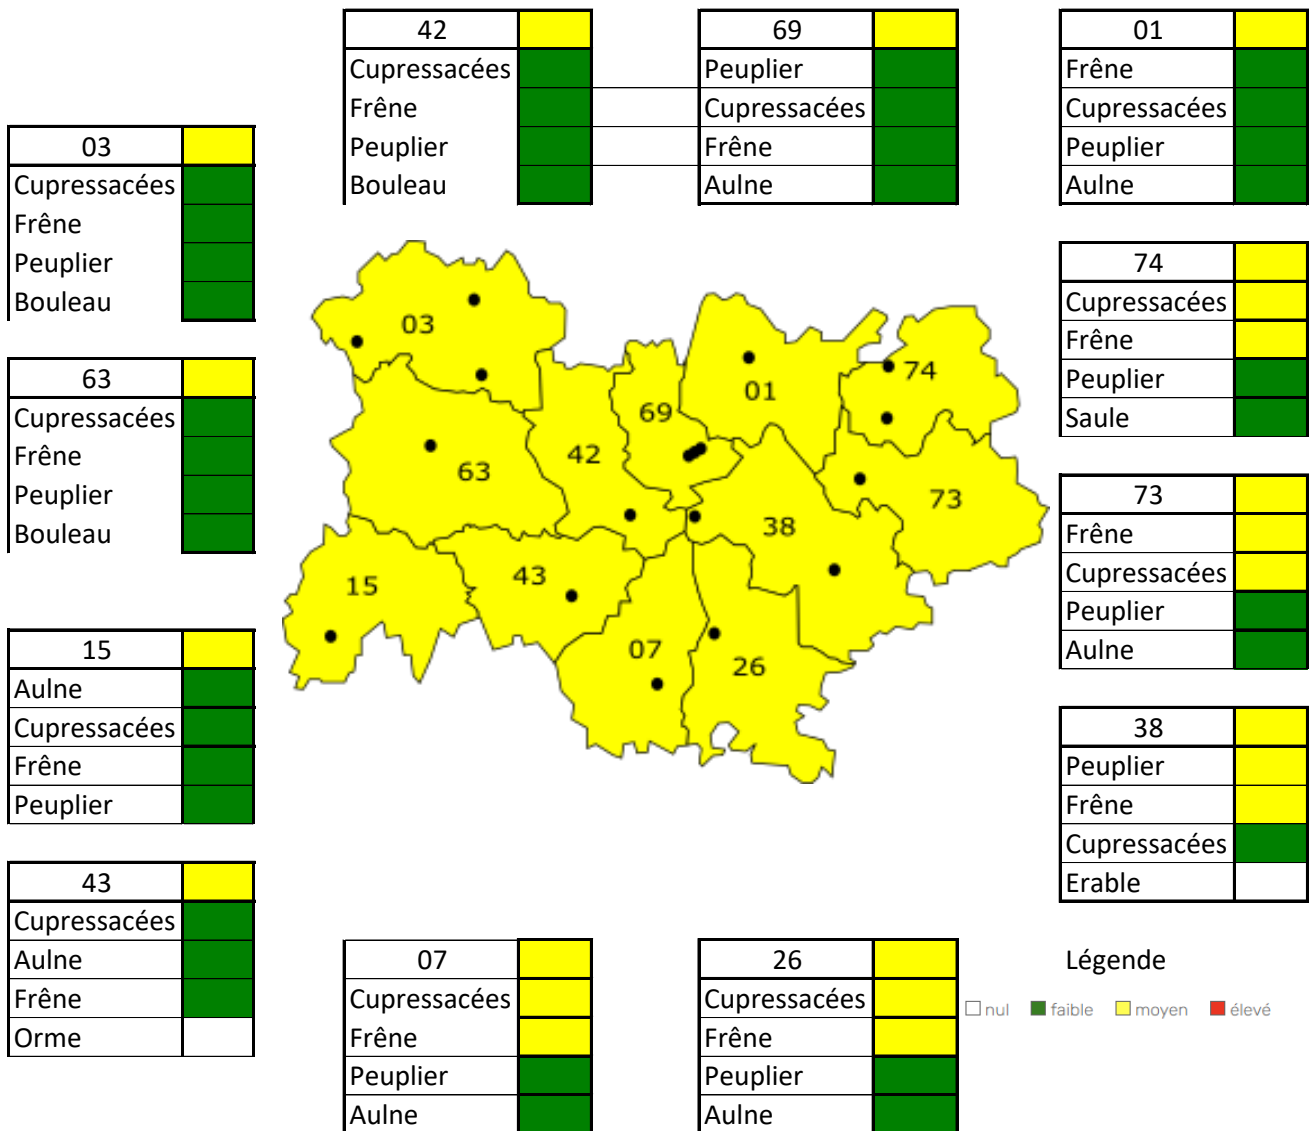 42
Cupressacées
Frêne
Peuplier
Bouleau
69
Peuplier
Cupressacées
Frêne
Aulne
01
Frêne
Cupressacées
Peuplier
Aulne
03
Cupressacées
Frêne
Peuplier
Bouleau
63
Cupressacées
Frêne
Peuplier
Bouleau
15
Aulne
Cupressacées
Frêne
Peuplier
43
Cupressacées
Aulne
Frêne
Orme
03
01
74
69
63
42
73
38
15
43
07
26
74
Cupressacées
Frêne
Peuplier
Saule
73
Frêne
Cupressacées
Peuplier
Aulne
38
Peuplier
Frêne
Cupressacées
Erable
07
Cupressacées
Frêne
Peuplier
Aulne
26
Cupressacées
Frêne
Peuplier
Aulne
Légende
nul faible moyen élevé